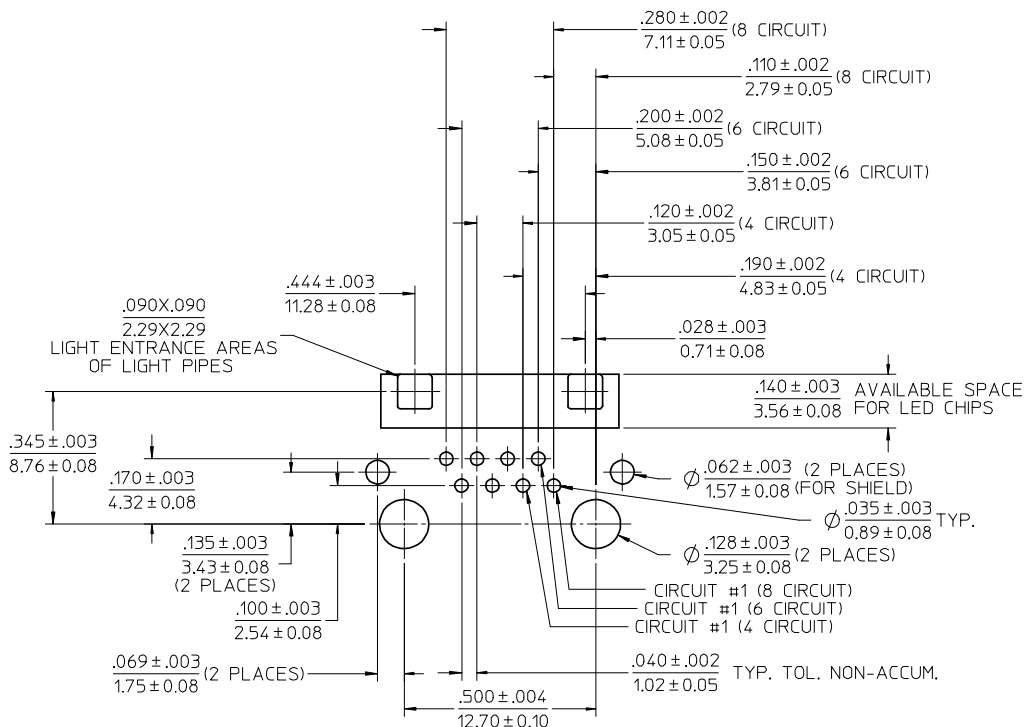 .280±.002
7.11±0.05
(8 CIRCUIT)
.110±.002
2.79±0.05
(8 CIRCUIT)
.200±.002
5.08±0.05
(6 CIRCUIT)
.150±.002
3.81±0.05
(6 CIRCUIT)
.120±.002
3.05±0.05
(4 CIRCUIT)
.190±.002
4.83±0.05
(4 CIRCUIT)
.444±.003
11.28±0.08
.028±.003
0.71±0.08
.090X.090
2.29X2.29
LIGHT ENTRANCE AREAS
OF LIGHT PIPES
.140±.003
3.56±0.08
AVAILABLE SPACE
FOR LED CHIPS
.345±.003
8.76±0.08
.170±.003
4.32±0.08
Ø .062±.003 (2 PLACES)
1.57±0.08 (FOR SHIELD)
Ø .035±.003
0.89±0.08
TYP.
.135±.003
3.43±0.08
(2 PLACES)
Ø .128±.003
3.25±0.08
(2 PLACES)
.100±.003
2.54±0.08
CIRCUIT #1 (8 CIRCUIT)
CIRCUIT #1 (6 CIRCUIT)
CIRCUIT #1 (4 CIRCUIT)
.069±.003
1.75±0.08
(2 PLACES)
.040±.002
1.02±0.05
TYP. TOL. NON-ACCUM.
.500±.004
12.70±0.10